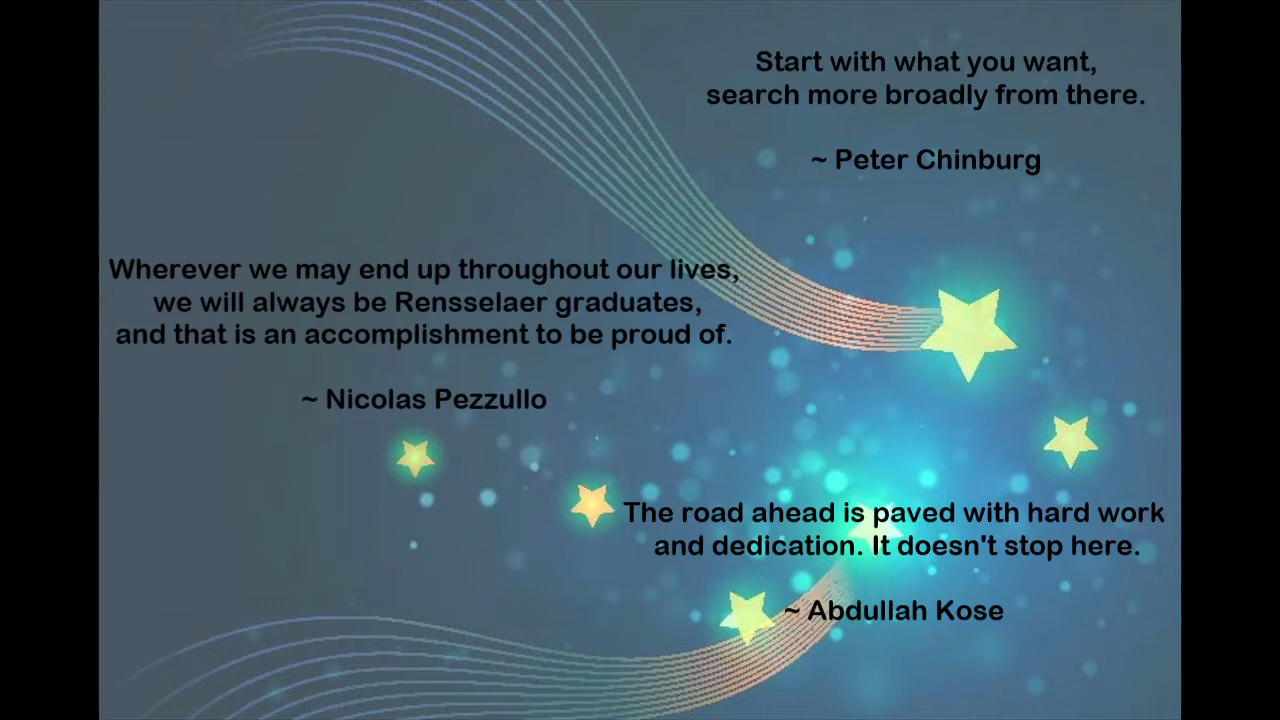 Start with what you want,
search more broadly from there.
~ Peter Chinburg
Wherever we may end up throughout our lives,
we will always be Rensselaer graduates,
and that is an accomplishment to be proud of.
~ Nicolas Pezzullo
The road ahead is paved with hard work
and dedication. It doesn't stop here.
~ Abdullah Kose